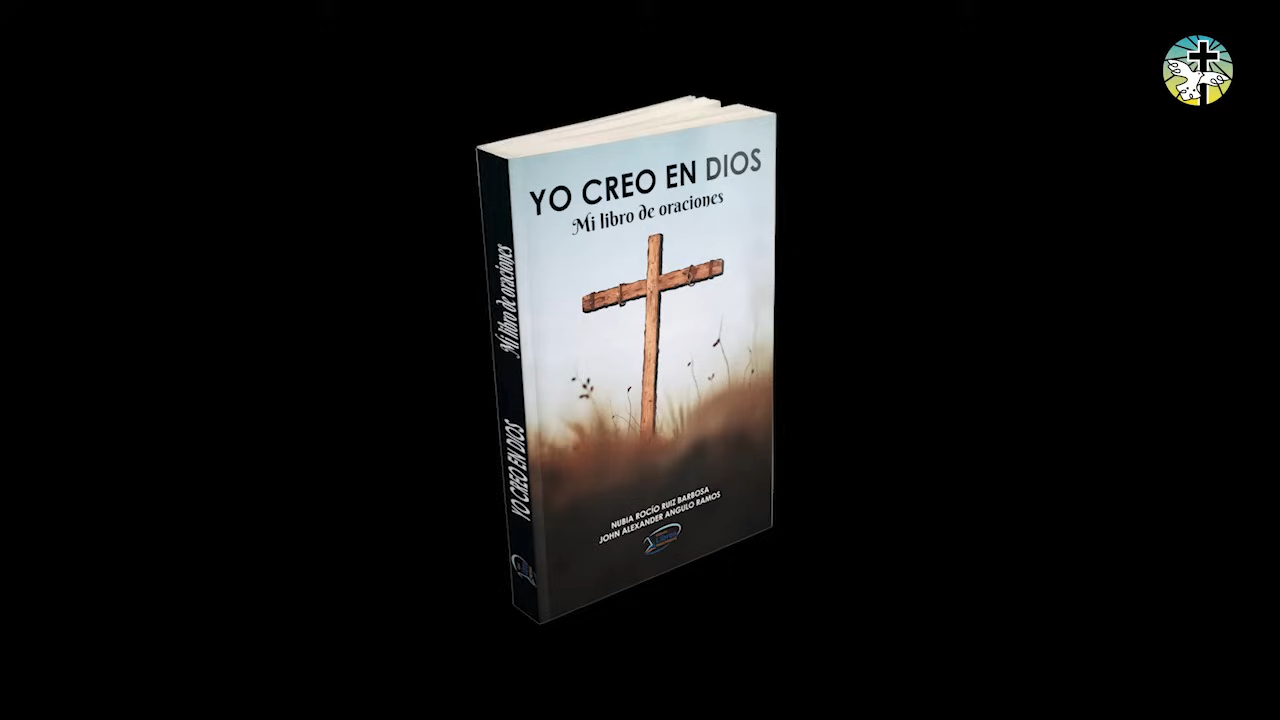 YO CREO EN DIOS
Mi libro de oraciones
NUBIA ROCÍO RUIZ BARBOSA
JOHN ALEXANDER ANGULO RAMOS
Mi libro de oraciones
YO CREO EN DIOS